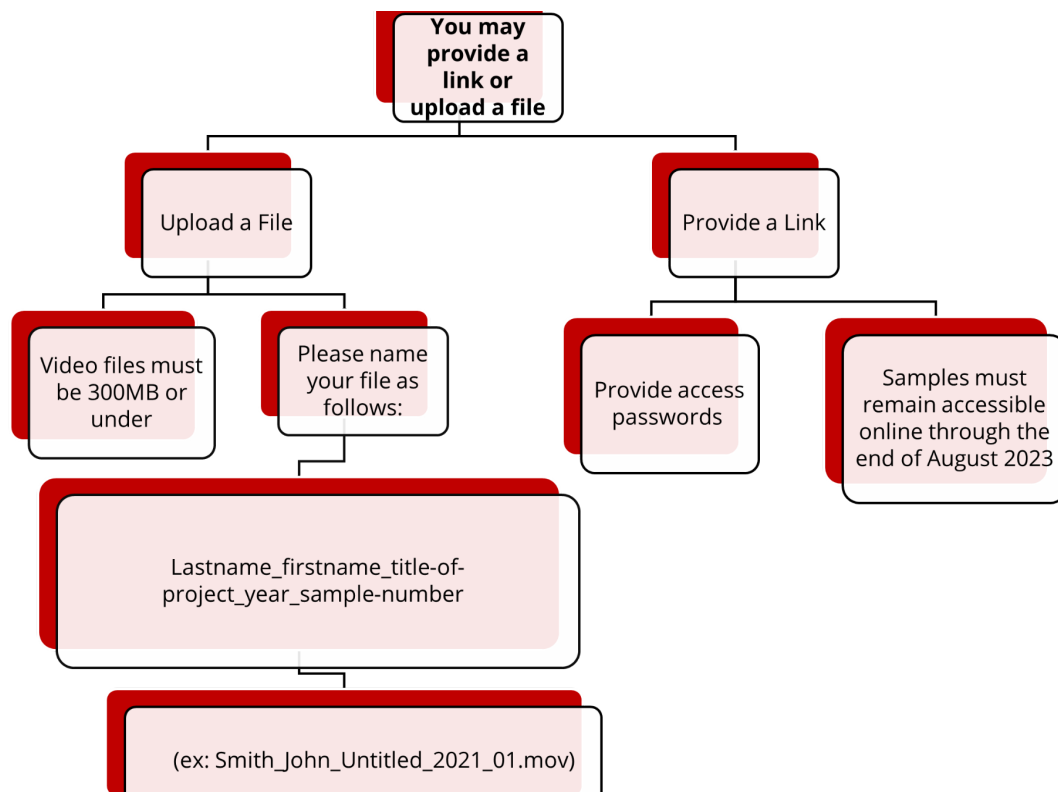 You may
provide a
link or
upload a file
Upload a File
Provide a Link
Video files must
be 300MB or
under
Please name
your file as
follows:
Provide access
passwords
Samples must
remain accessible
online through the
end of August 2023
Lastname_firstname_title-of-
project_year_sample-number
(ex: Smith_John_Untitled_2021_01.mov)